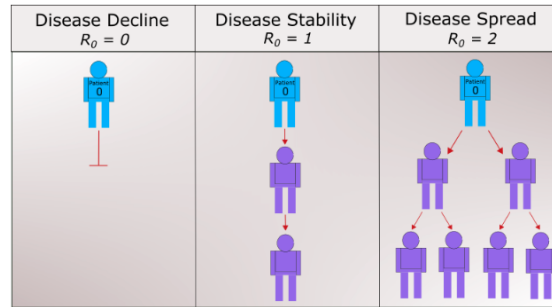 Disease Decline
R₀ = 0
Disease Stability
R₀ = 1
Disease Spread
R₀ = 2
Patient
0
Patient
0
Patient
0